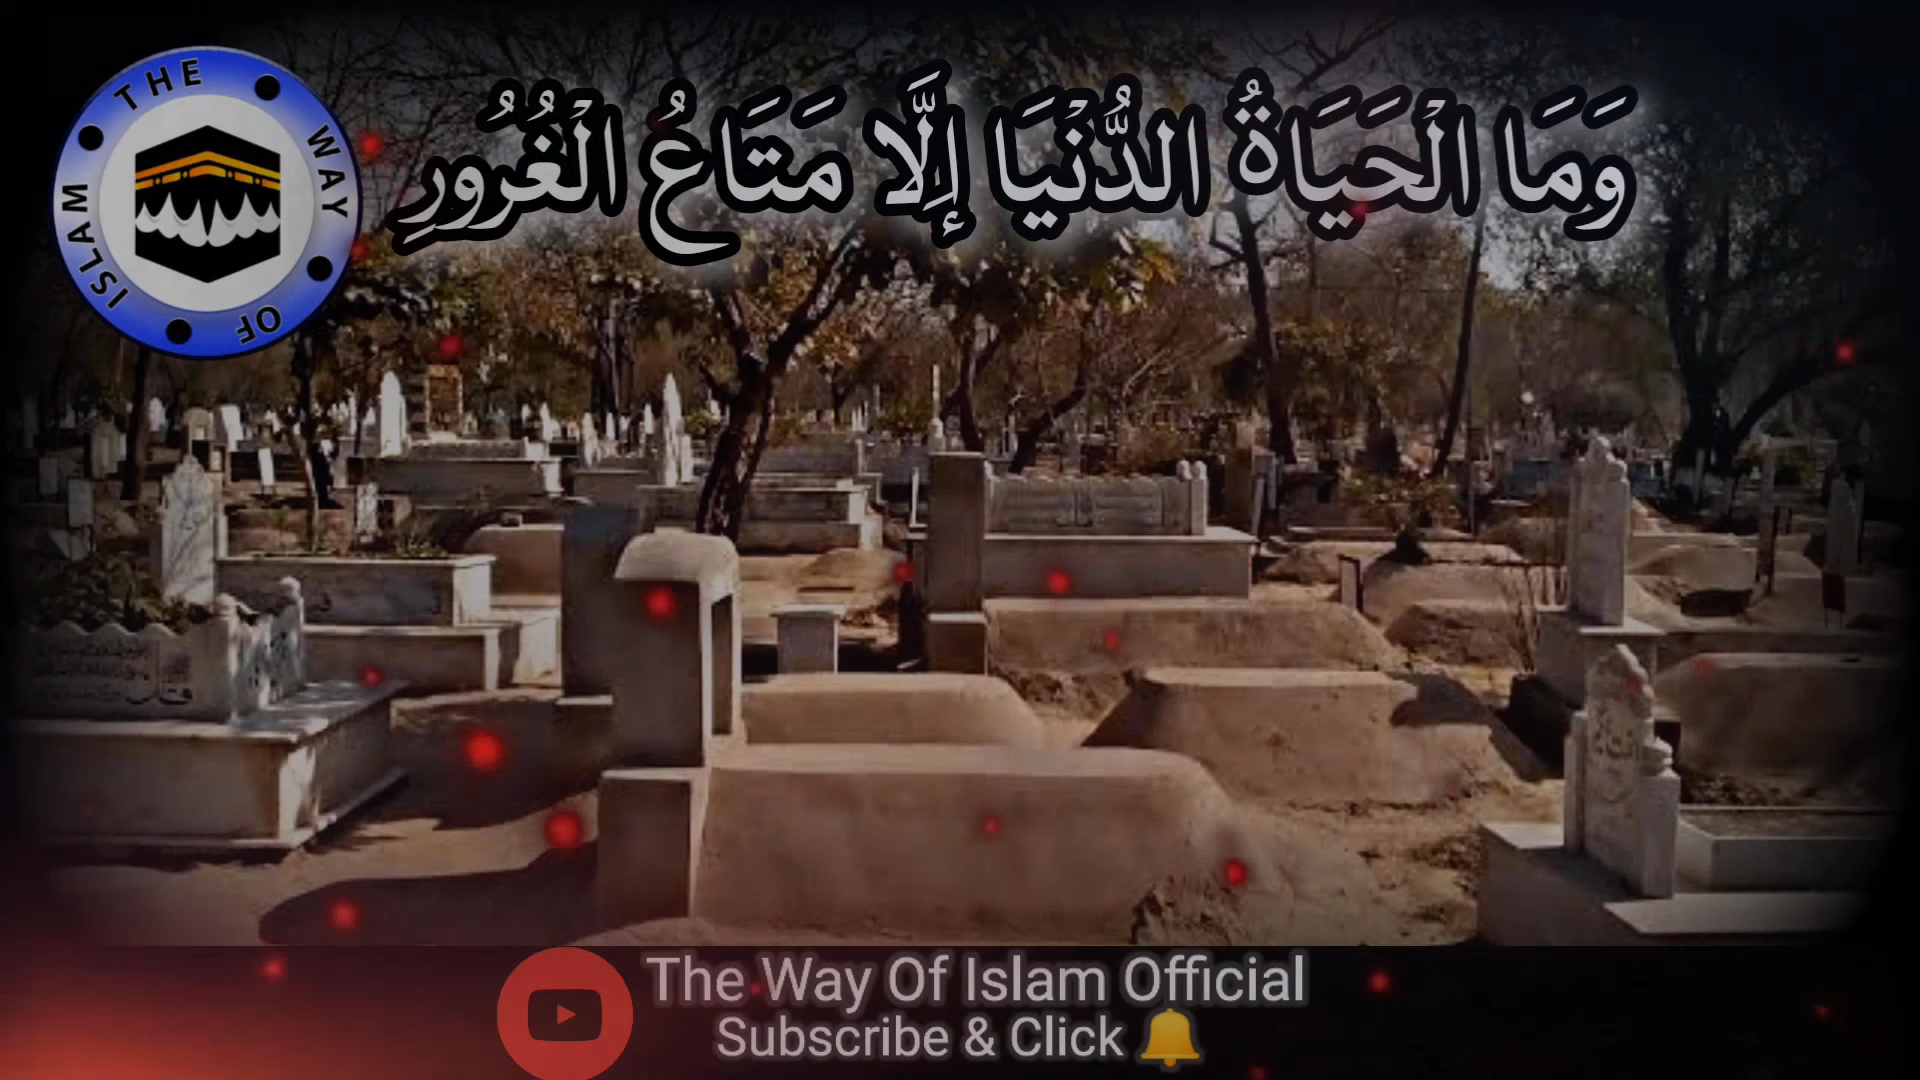 THE WAY OF ISLAM
وَمَا الْحَيَاةُ الدُّنْيَا إِلَّا مَتَاعُ الْغُرُورِ
The Way Of Islam Official
Subscribe & Click 🔔